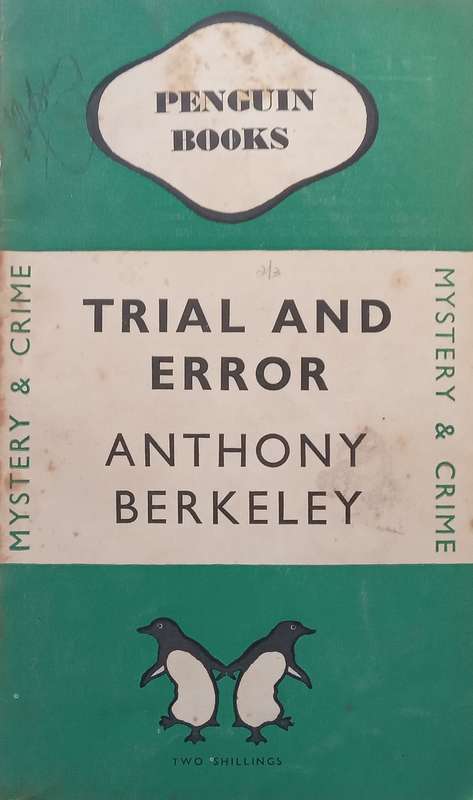 PENGUIN
BOOKS
MYSTERY & CRIME
TRIAL AND
ERROR
ANTHONY
BERKELEY
MYSTERY & CRIME
TWO SHILLINGS